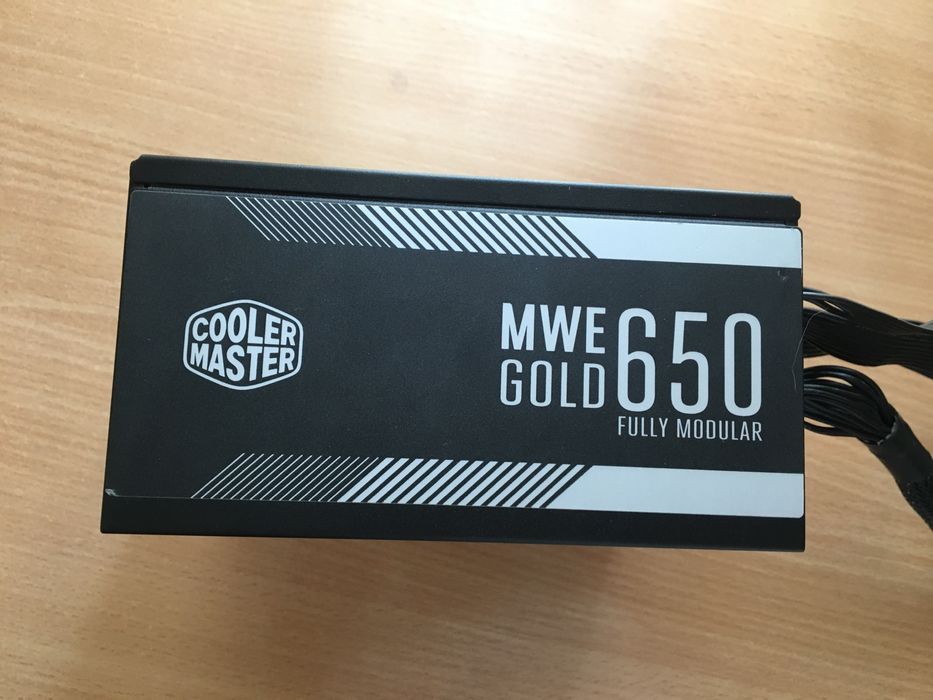 COOLER
MASTER
MWE
GOLD
650
FULLY MODULAR